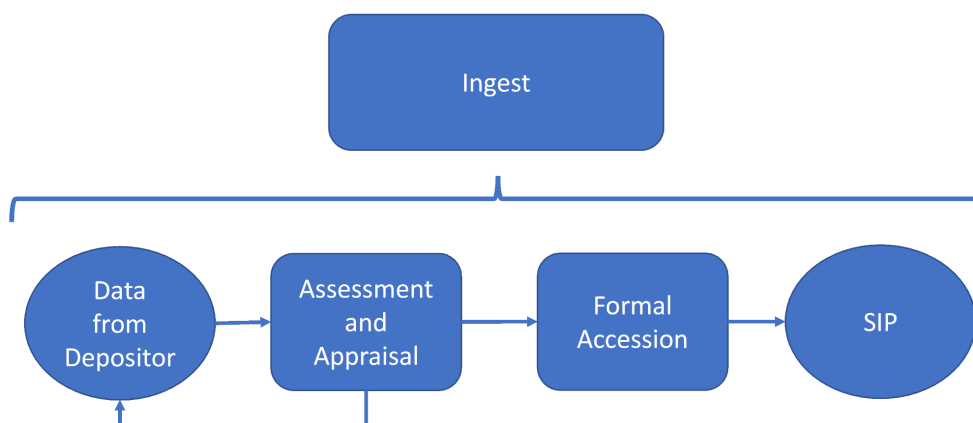 Ingest
Data
from
Depositor
Assessment
and
Appraisal
Formal
Accession
SIP